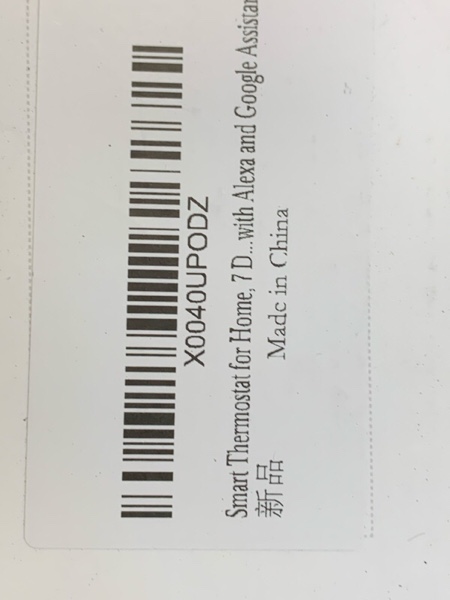 X0040UPODZ
Smart Thermostat for Home, 7 D...with Alexa and Google Assistan
新品
Made in China